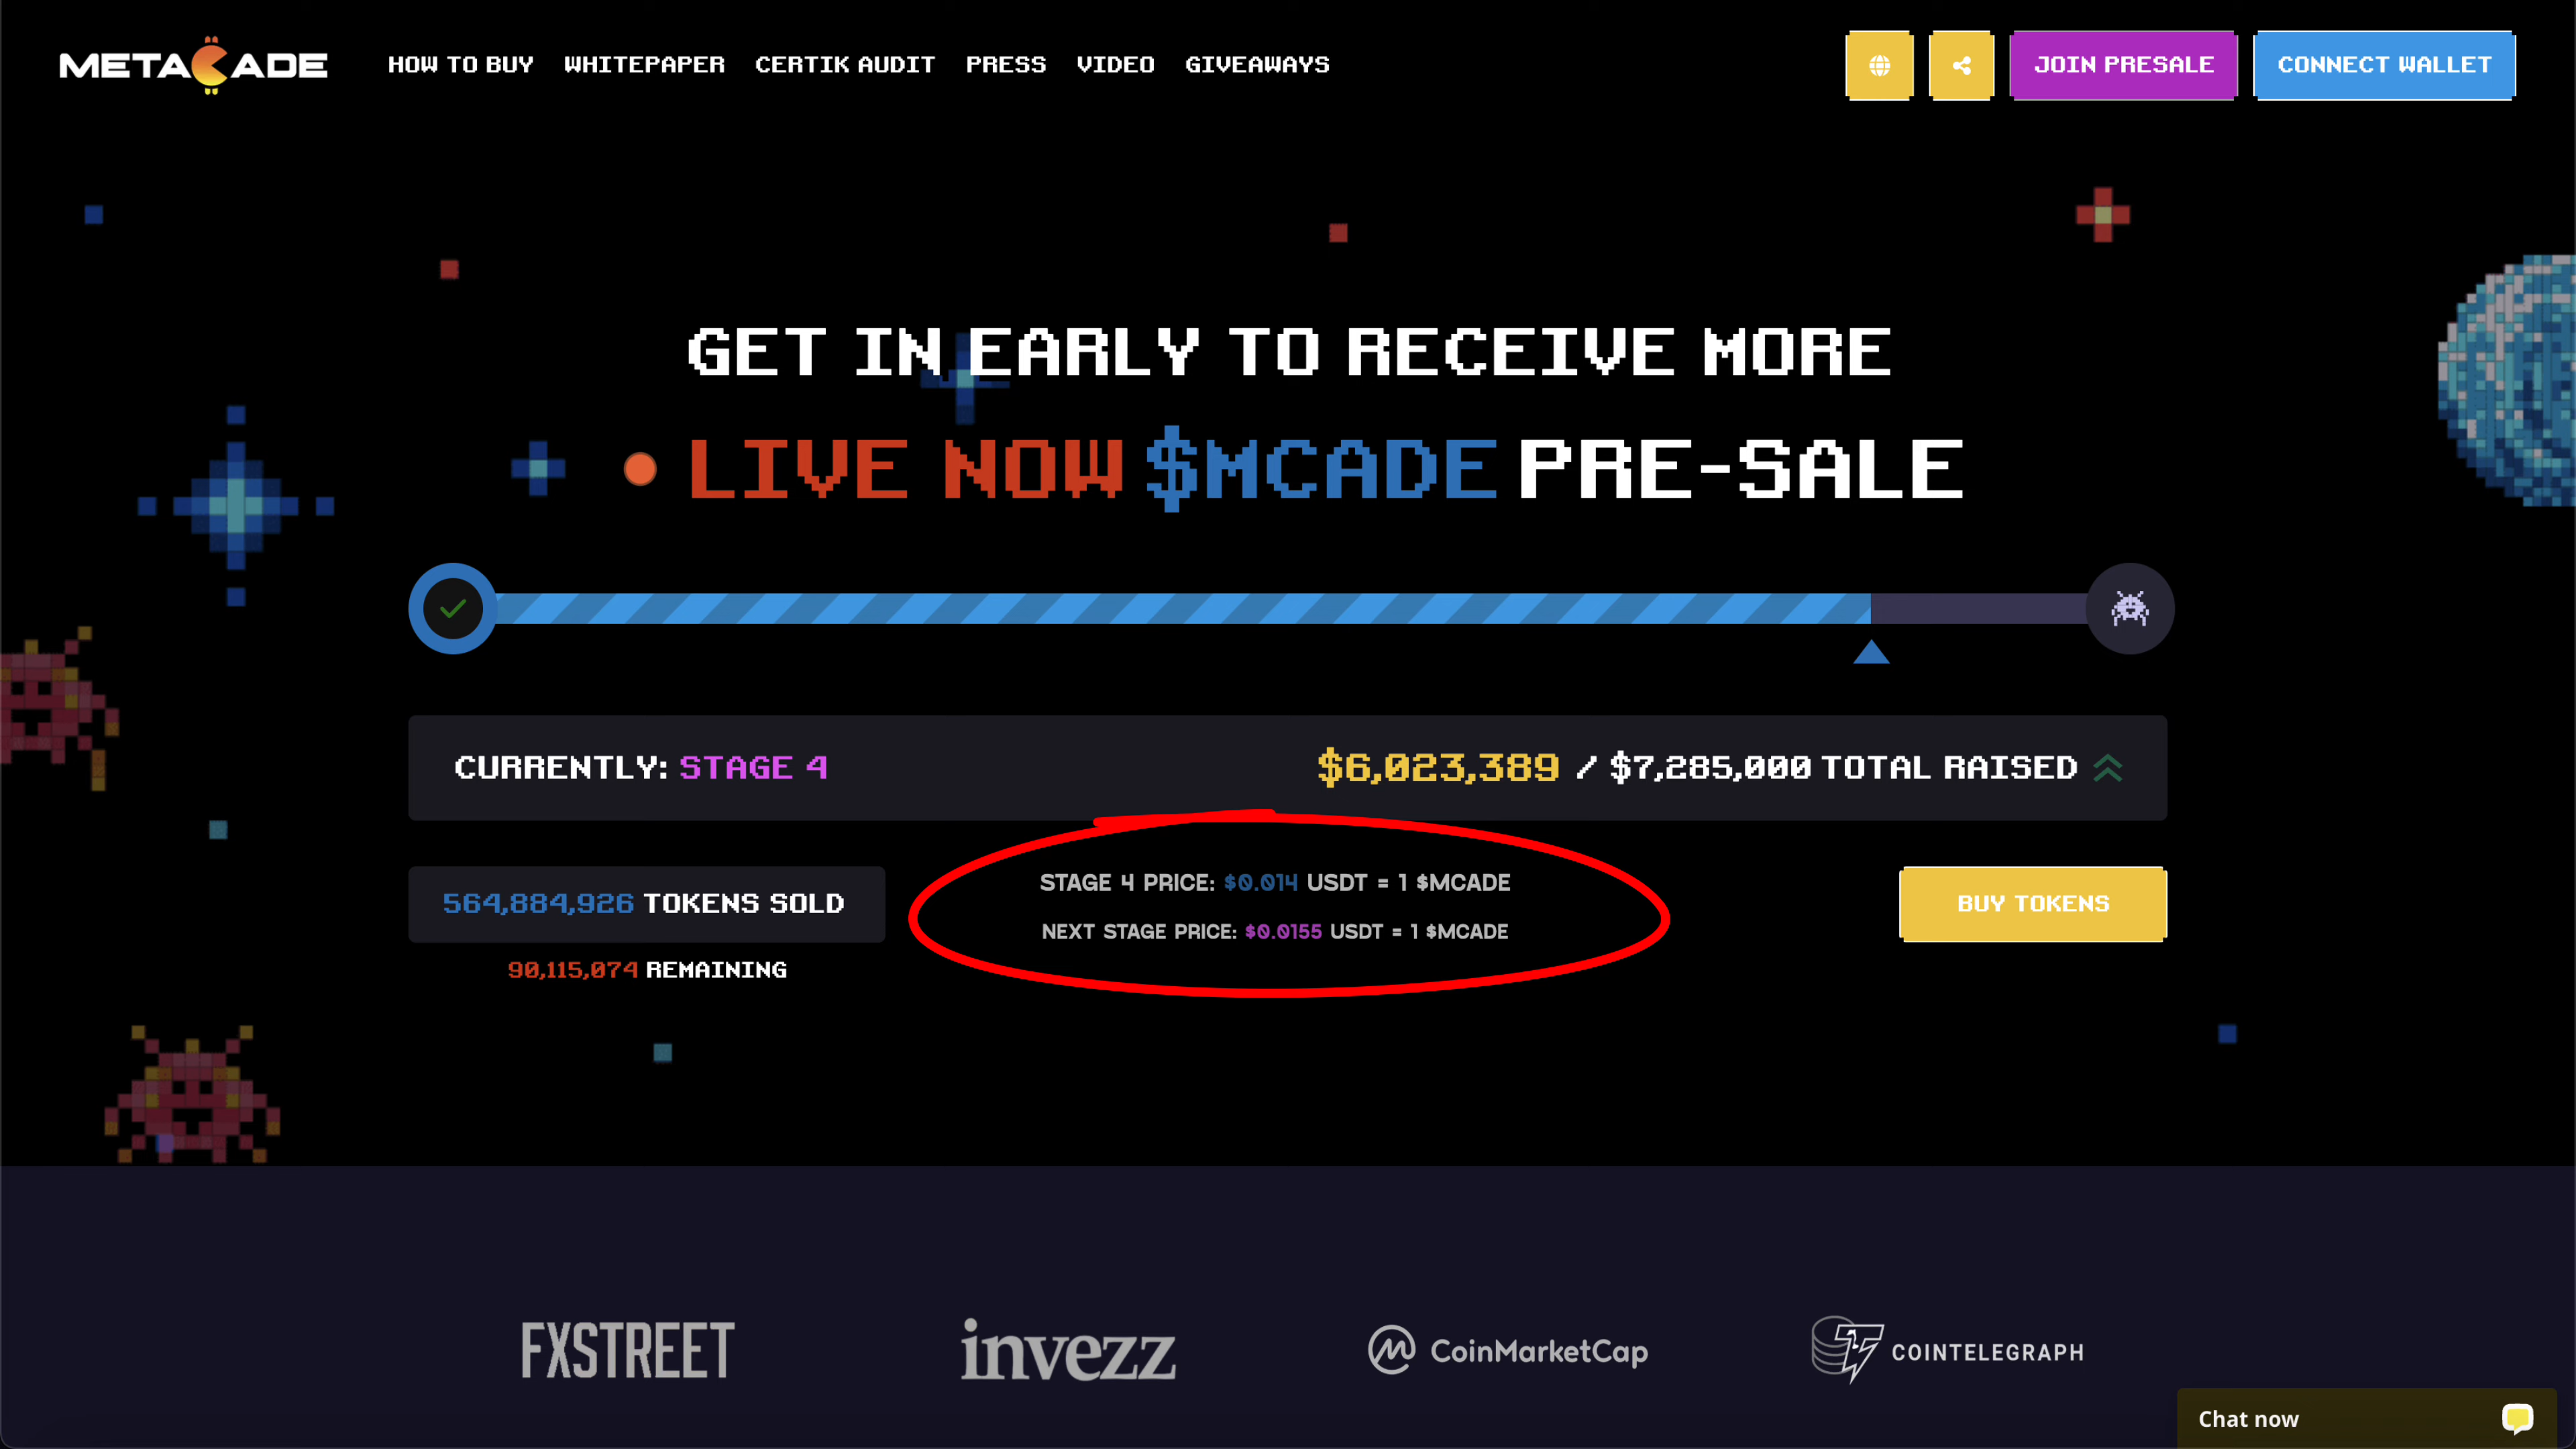 METACADE HOW TO BUY WHITEPAPER CERTIK AUDIT PRESS VIDEO GIVEAWAYS JOIN PRESALE CONNECT WALLET
GET IN EARLY TO RECEIVE MORE
LIVE NOW $MCADE PRE-SALE
CURRENTLY: STAGE 4 $6,023,389 / $7,285,000 TOTAL RAISED
564,884,926 TOKENS SOLD
90,115,074 REMAINING
STAGE 4 PRICE: $0.014 USDT = 1 $MCADE
NEXT STAGE PRICE: $0.0155 USDT = 1 $MCADE
BUY TOKENS
FXSTREET invezz CoinMarketCap COINTELEGRAPH
Chat now